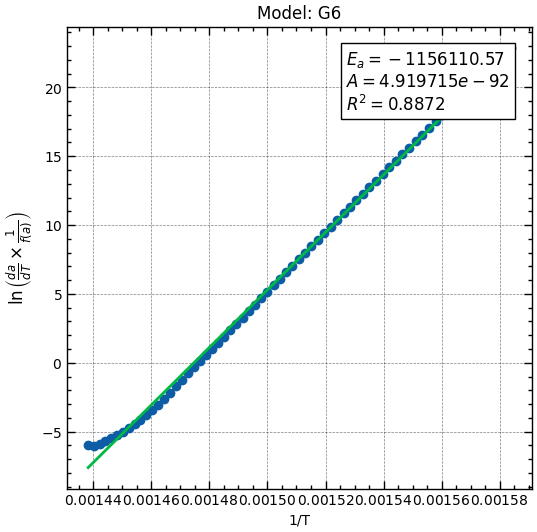 Model: G6
E_a = −1156110.57
A = 4.919715e − 92
R^2 = 0.8872
20
15
10
5
0
−5
ln (da/dT × 1/f(a))
0.00144 0.00146 0.00148 0.00150 0.00152 0.00154 0.00156 0.00158
1/T